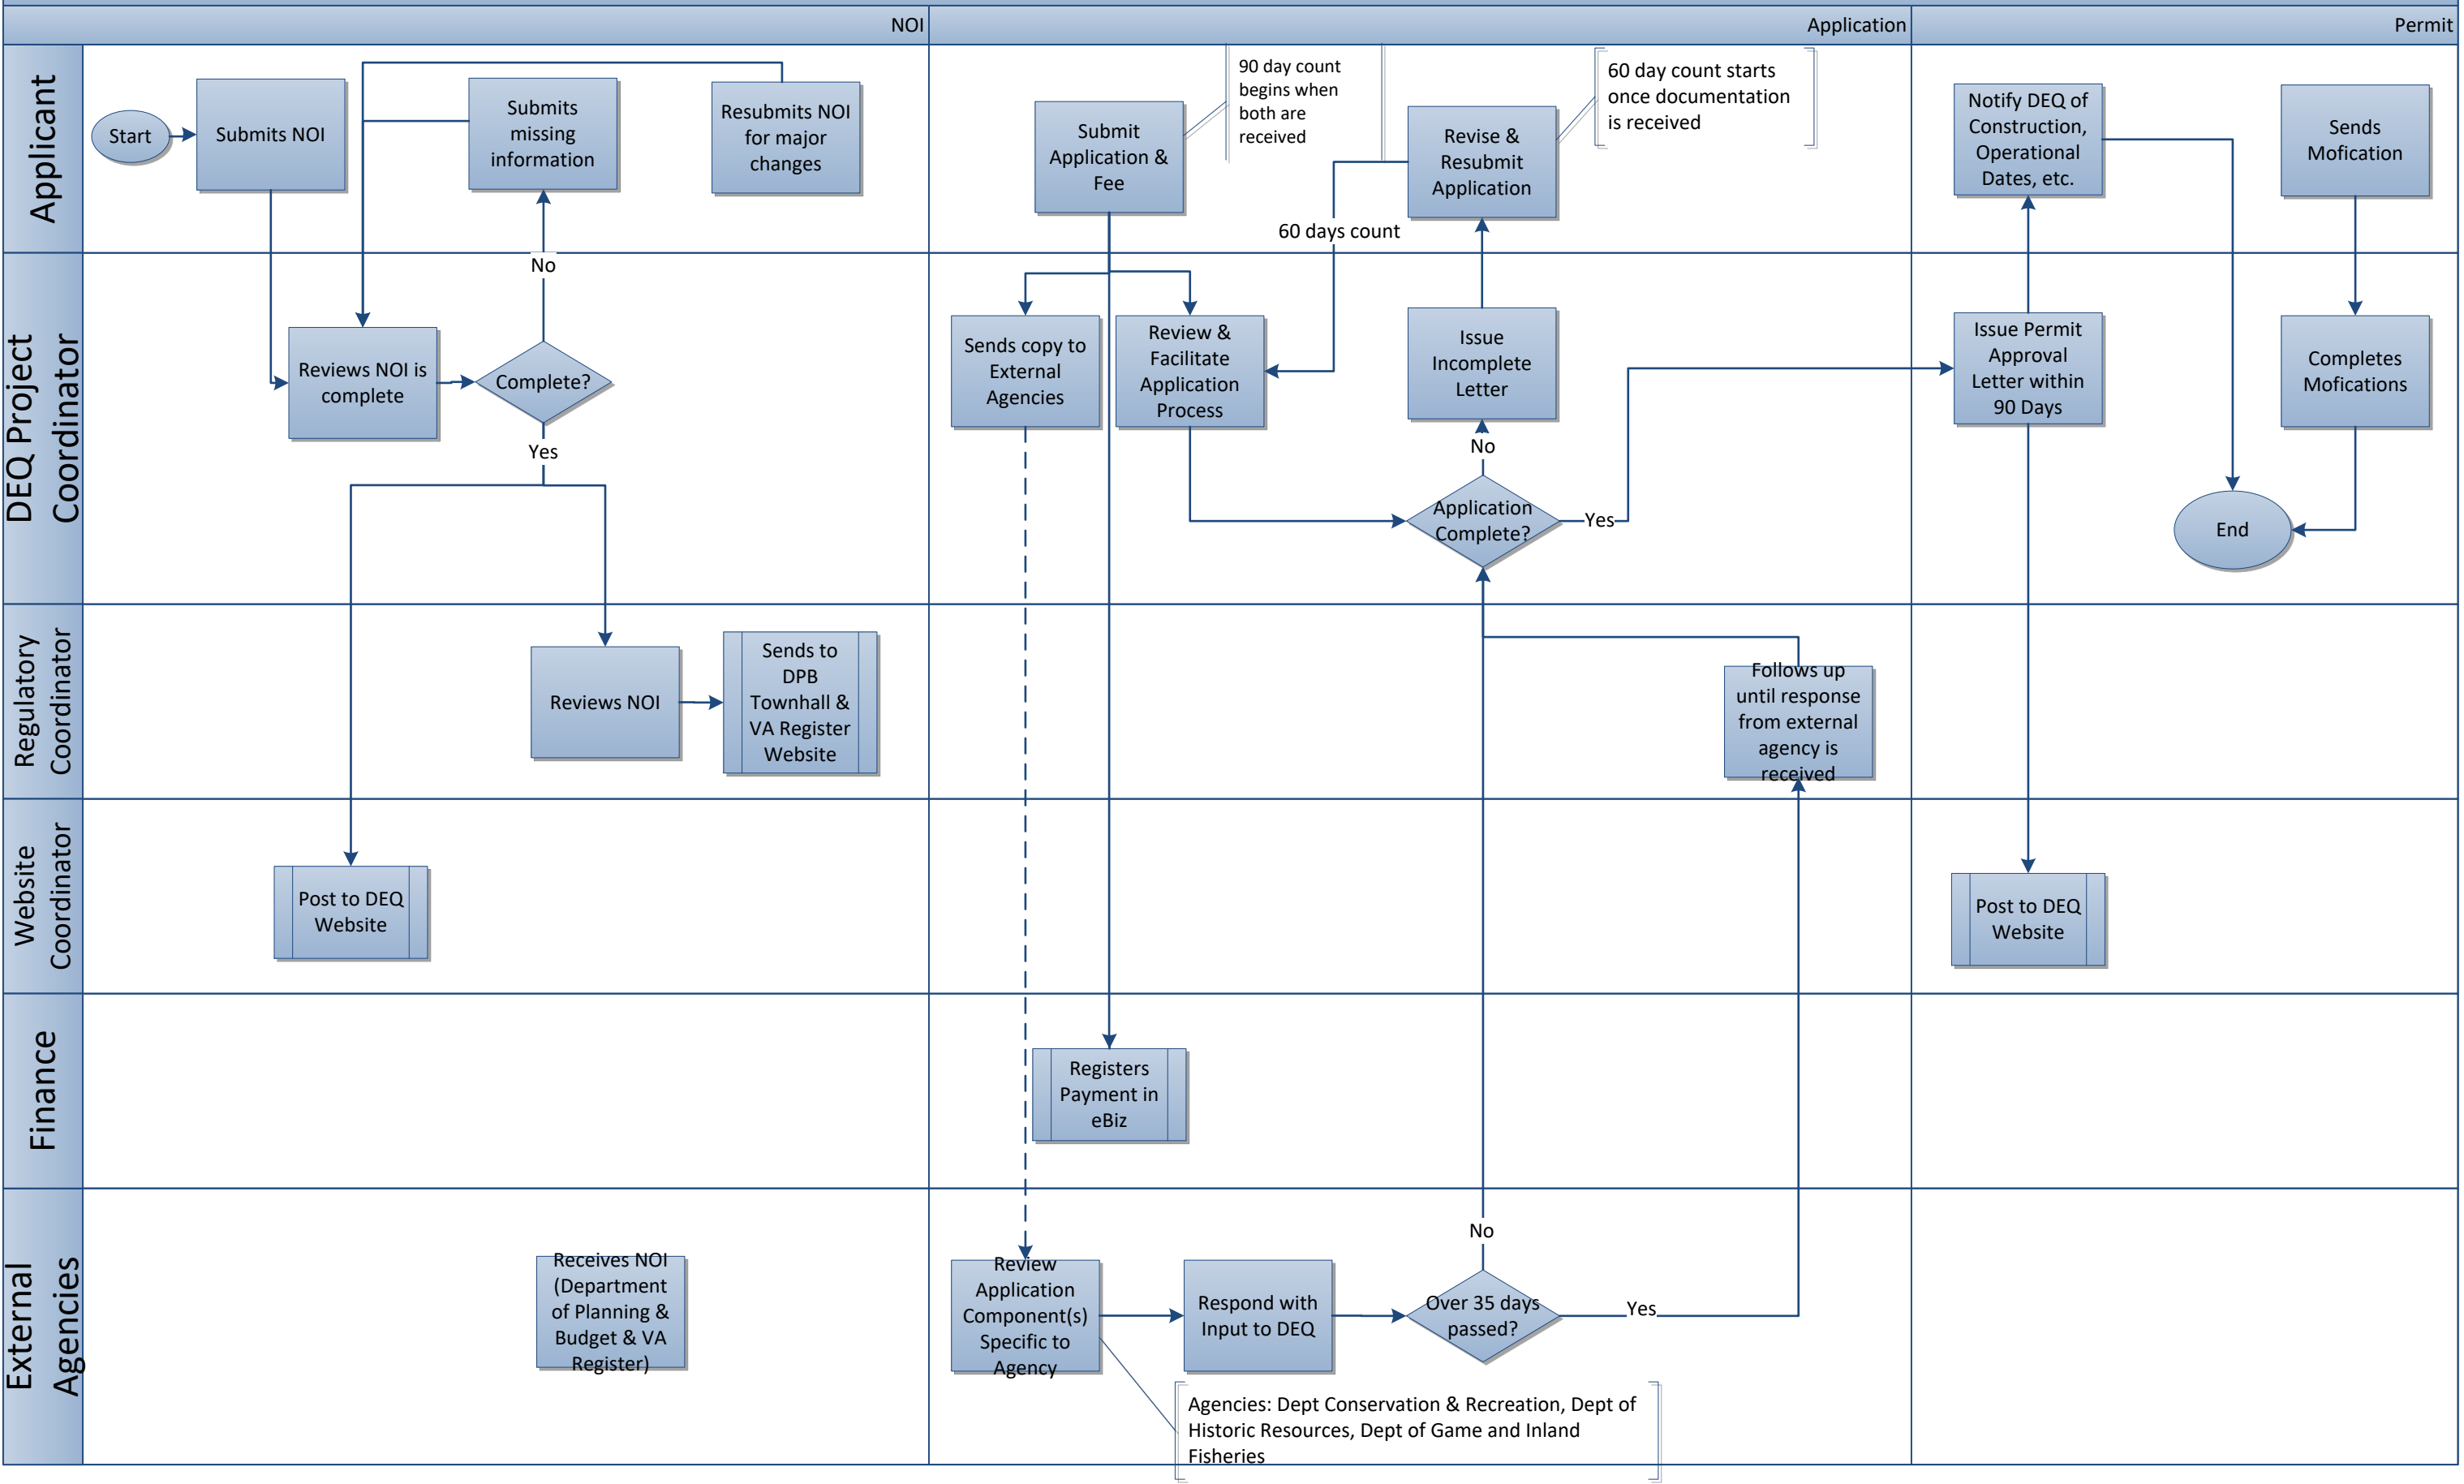 NOI
Application
Permit
Applicant
Start
Submits NOI
Submits
missing
information
Resubmits NOI
for major
changes
Submit
Application &
Fee
90 day count
begins when
both are
received
Revise &
Resubmit
Application
60 day count starts
once documentation
is received
60 days count
Notify DEQ of
Construction,
Operational
Dates, etc.
Sends
Mofication
DEQ Project
Coordinator
No
Reviews NOI is
complete
Complete?
Yes
Sends copy to
External
Agencies
Review &
Facilitate
Application
Process
Issue
Incomplete
Letter
No
Application
Complete?
Yes
Issue Permit
Approval
Letter within
90 Days
Completes
Mofications
End
Regulatory
Coordinator
Reviews NOI
Sends to
DPB
Townhall &
VA Register
Website
Follows up
until response
from external
agency is
received
Website
Coordinator
Post to DEQ
Website
Post to DEQ
Website
Finance
Registers
Payment in
eBiz
External
Agencies
Receives NOI
(Department
of Planning &
Budget & VA
Register)
Review
Application
Component(s)
Specific to
Agency
Respond with
Input to DEQ
No
Over 35 days
passed?
Yes
Agencies: Dept Conservation & Recreation, Dept of
Historic Resources, Dept of Game and Inland
Fisheries